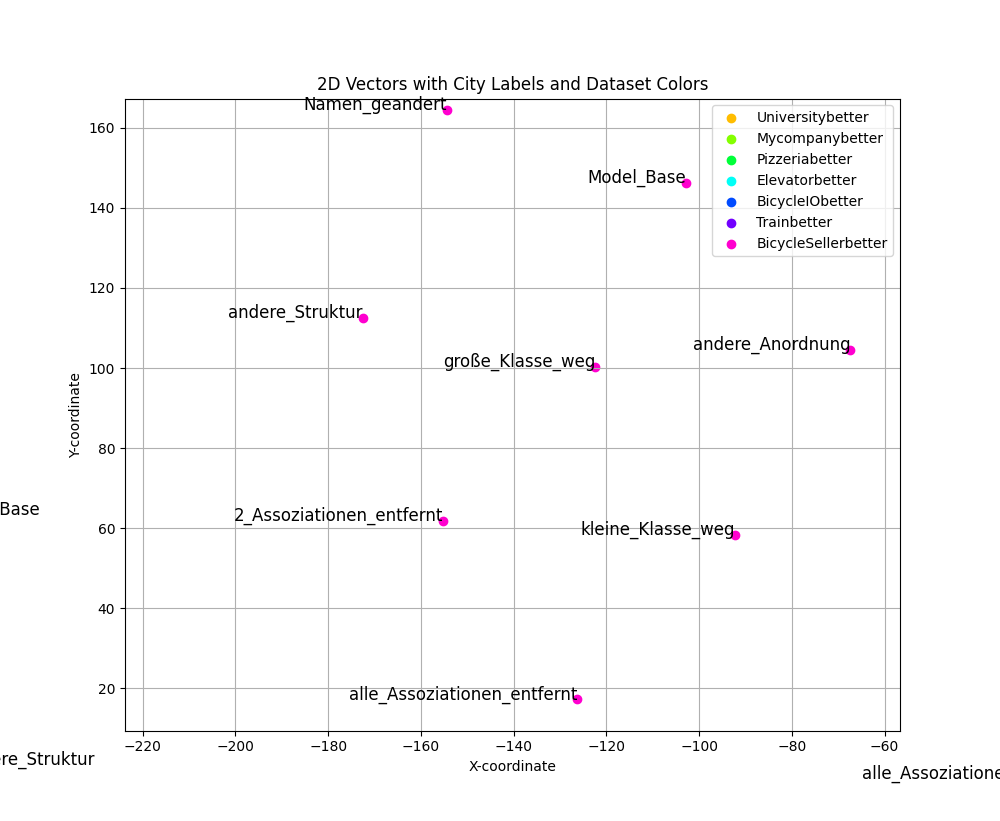 2D Vectors with City Labels and Dataset Colors
Namen_geandert
Universitybetter
Mycompanybetter
Pizzeriabetter
Elevatorbetter
BicycleIObetter
Trainbetter
BicycleSellerbetter
Model_Base
andere_Struktur
andere_Anordnung
große_Klasse_weg
2_Assoziationen_entfernt
kleine_Klasse_weg
alle_Assoziationen_entfernt
Base
re_Struktur
alle_Assoziatione
Y-coordinate
160
140
120
100
80
60
40
20
−220 −200 −180 −160 −140 −120 −100 −80 −60
X-coordinate